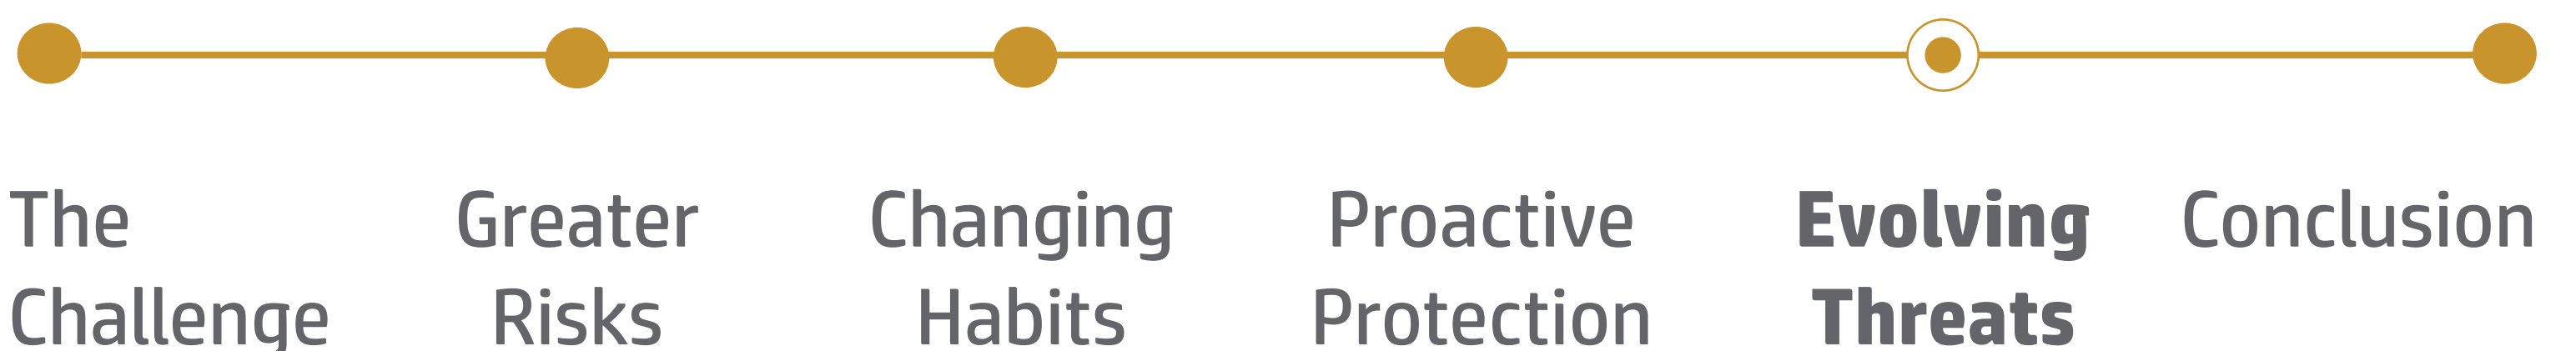 The
Challenge
Greater
Risks
Changing
Habits
Proactive
Protection
Evolving
Threats
Conclusion